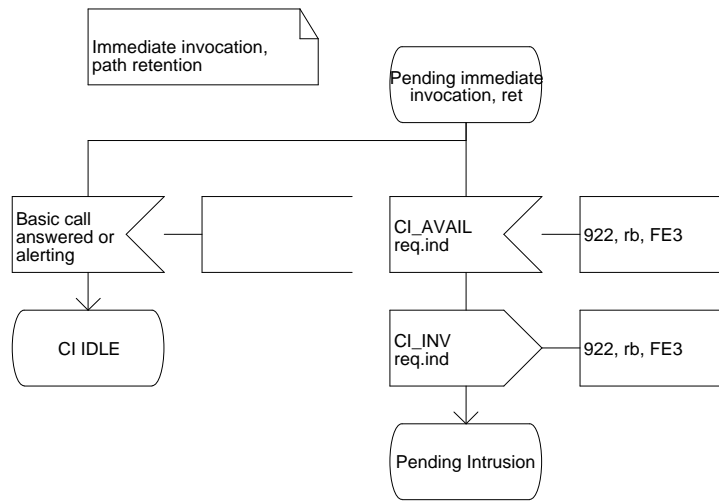 Immediate invocation,
path retention
Pending immediate
invocation, ret
Basic call
answered or
alerting
CI_AVAIL
req.ind
922, rb, FE3
CI IDLE
CI_INV
req.ind
922, rb, FE3
Pending Intrusion